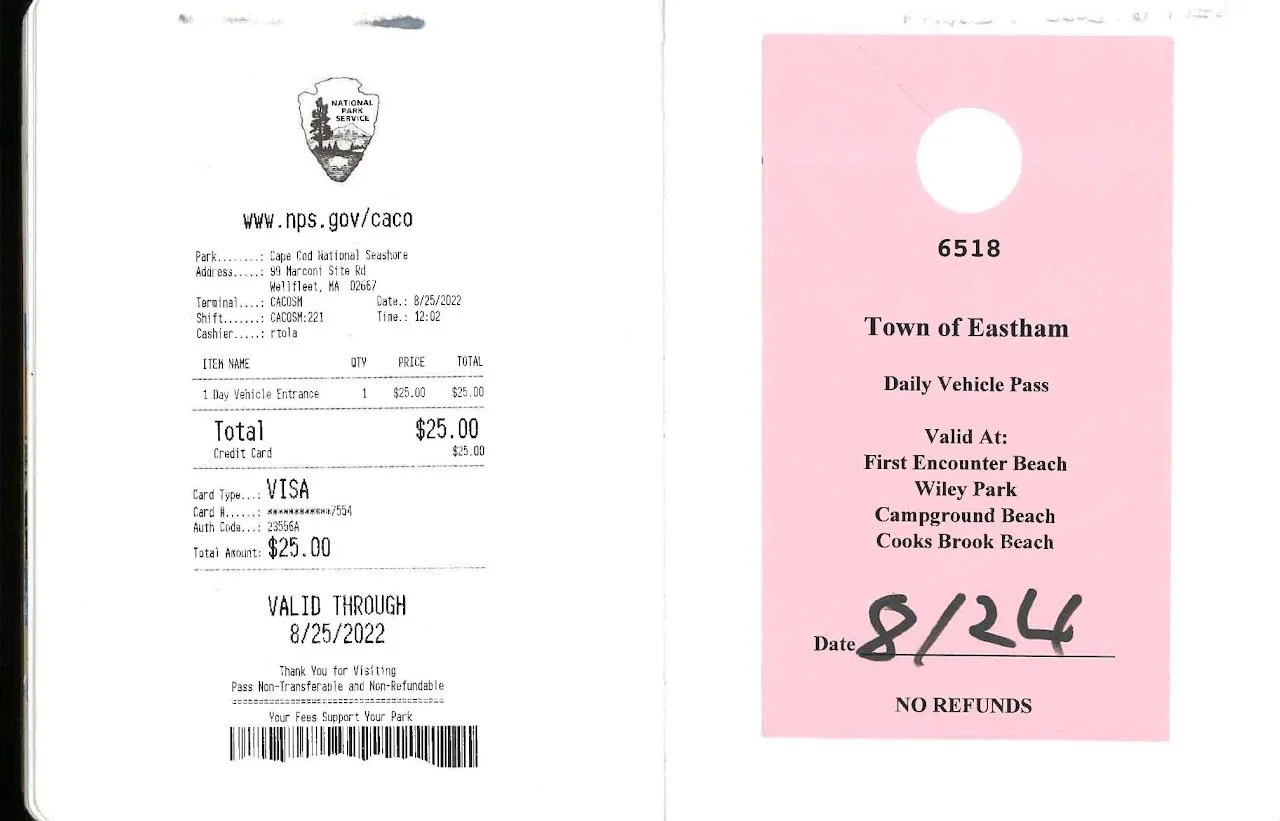 NATIONAL
PARK
SERVICE
www.nps.gov/caco
Park.......: Cape Cod National Seashore
Address.....: 99 Marconi Site Rd
Wellfleet, MA 02667
Terminal....: CACOSM Date.: 8/25/2022
Shift.......: CACOSM:221 Time.: 12:02
Cashier.....: rtola
ITEM NAME QTY PRICE TOTAL
1 Day Vehicle Entrance 1 $25.00 $25.00
Total $25.00
Credit Card $25.00
Card Type...: VISA
Card #......: ************7554
Auth Code...: 23556A
Total Amount: $25.00
VALID THROUGH
8/25/2022
Thank You for Visiting
Pass Non-Transferable and Non-Refundable
Your Fees Support Your Park
6518
Town of Eastham
Daily Vehicle Pass
Valid At:
First Encounter Beach
Wiley Park
Campground Beach
Cooks Brook Beach
Date 8/24
NO REFUNDS